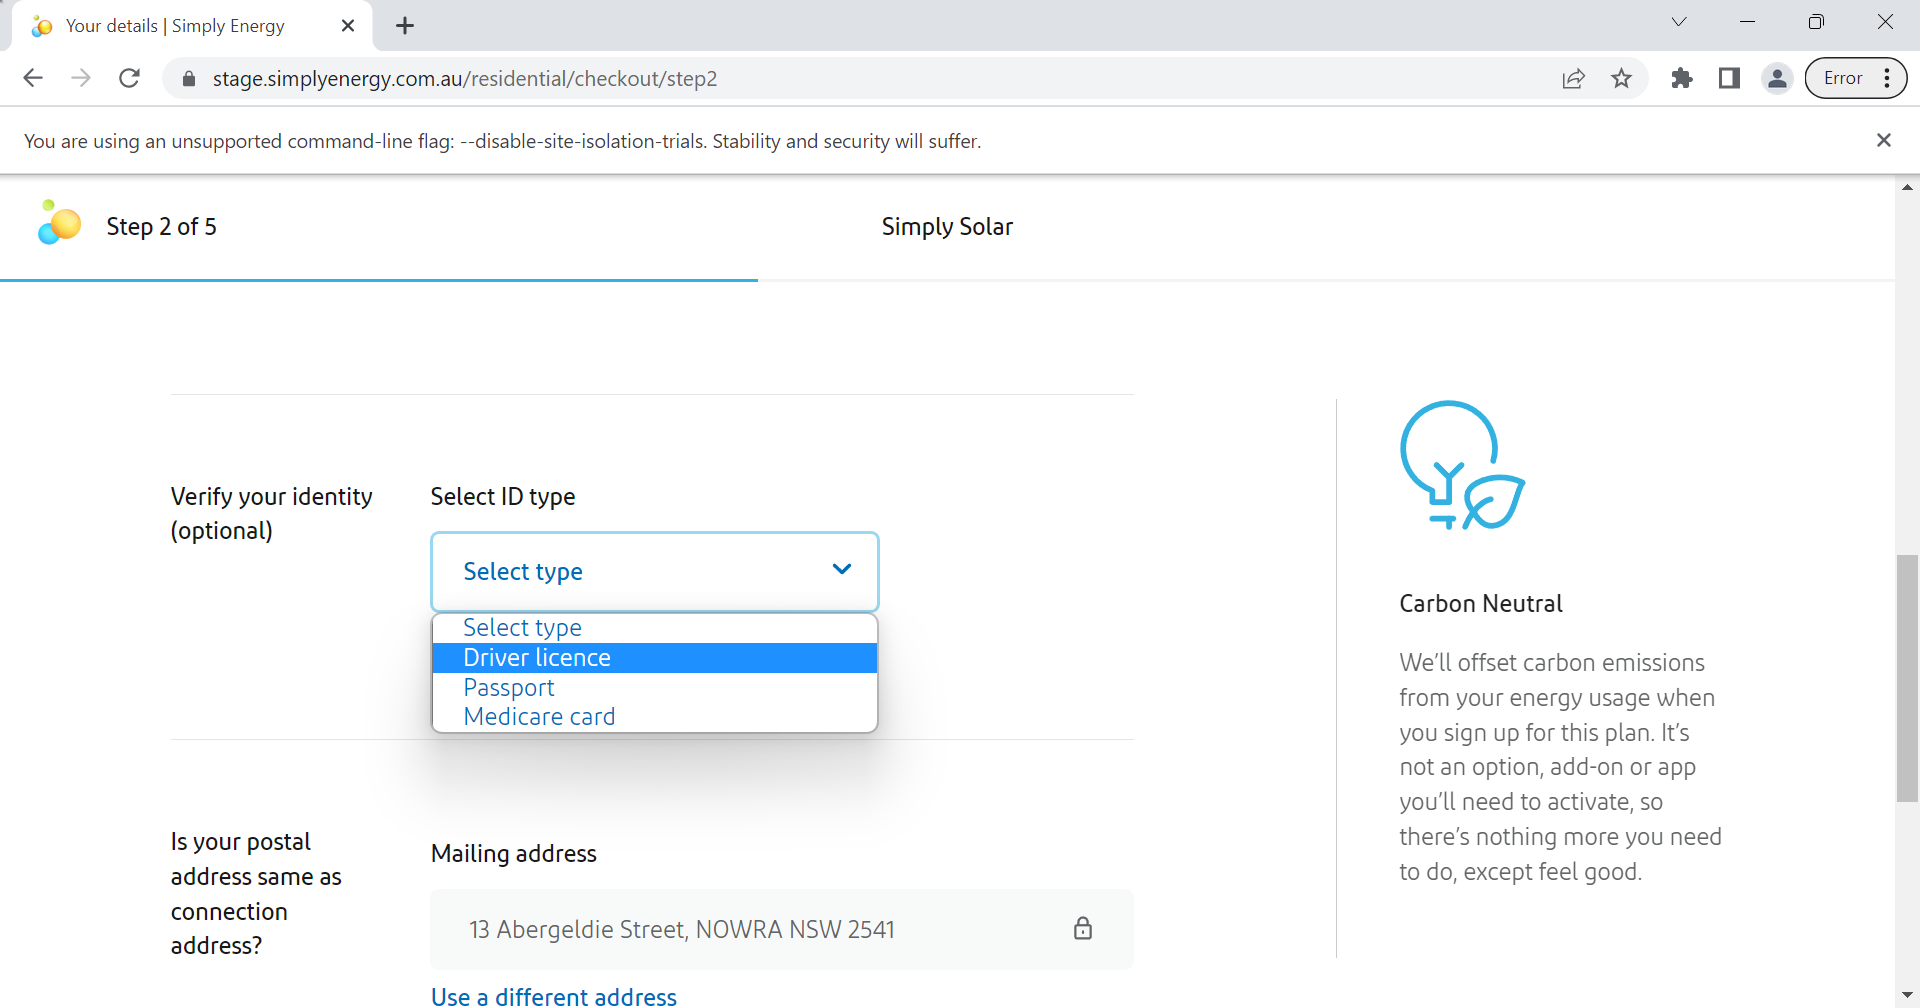 Your details | Simply Energy
stage.simplyenergy.com.au/residential/checkout/step2
Error
You are using an unsupported command-line flag: --disable-site-isolation-trials. Stability and security will suffer.
Step 2 of 5
Simply Solar
Verify your identity
(optional)
Select ID type
Select type
Select type
Driver licence
Passport
Medicare card
Is your postal
address same as
connection
address?
Mailing address
13 Abergeldie Street, NOWRA NSW 2541
Use a different address
Carbon Neutral
We’ll offset carbon emissions
from your energy usage when
you sign up for this plan. It’s
not an option, add-on or app
you’ll need to activate, so
there’s nothing more you need
to do, except feel good.